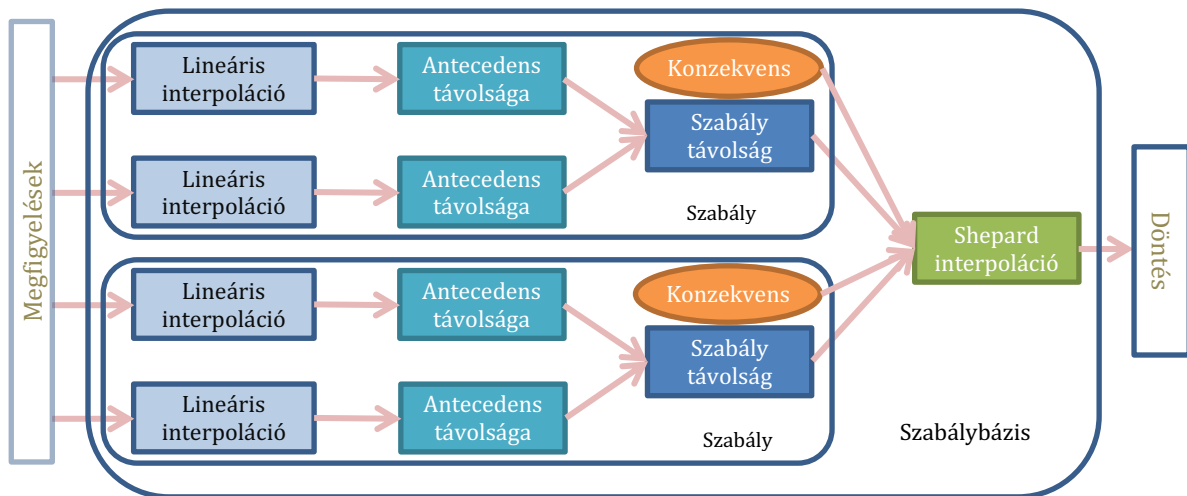 Megfigyelések
Lineáris
interpoláció
Antecedens
távolsága
Konzekvens
Szabály
távolság
Lineáris
interpoláció
Antecedens
távolsága
Szabály
Lineáris
interpoláció
Antecedens
távolsága
Konzekvens
Szabály
távolság
Lineáris
interpoláció
Antecedens
távolsága
Szabály
Shepard
interpoláció
Szabálybázis
Döntés